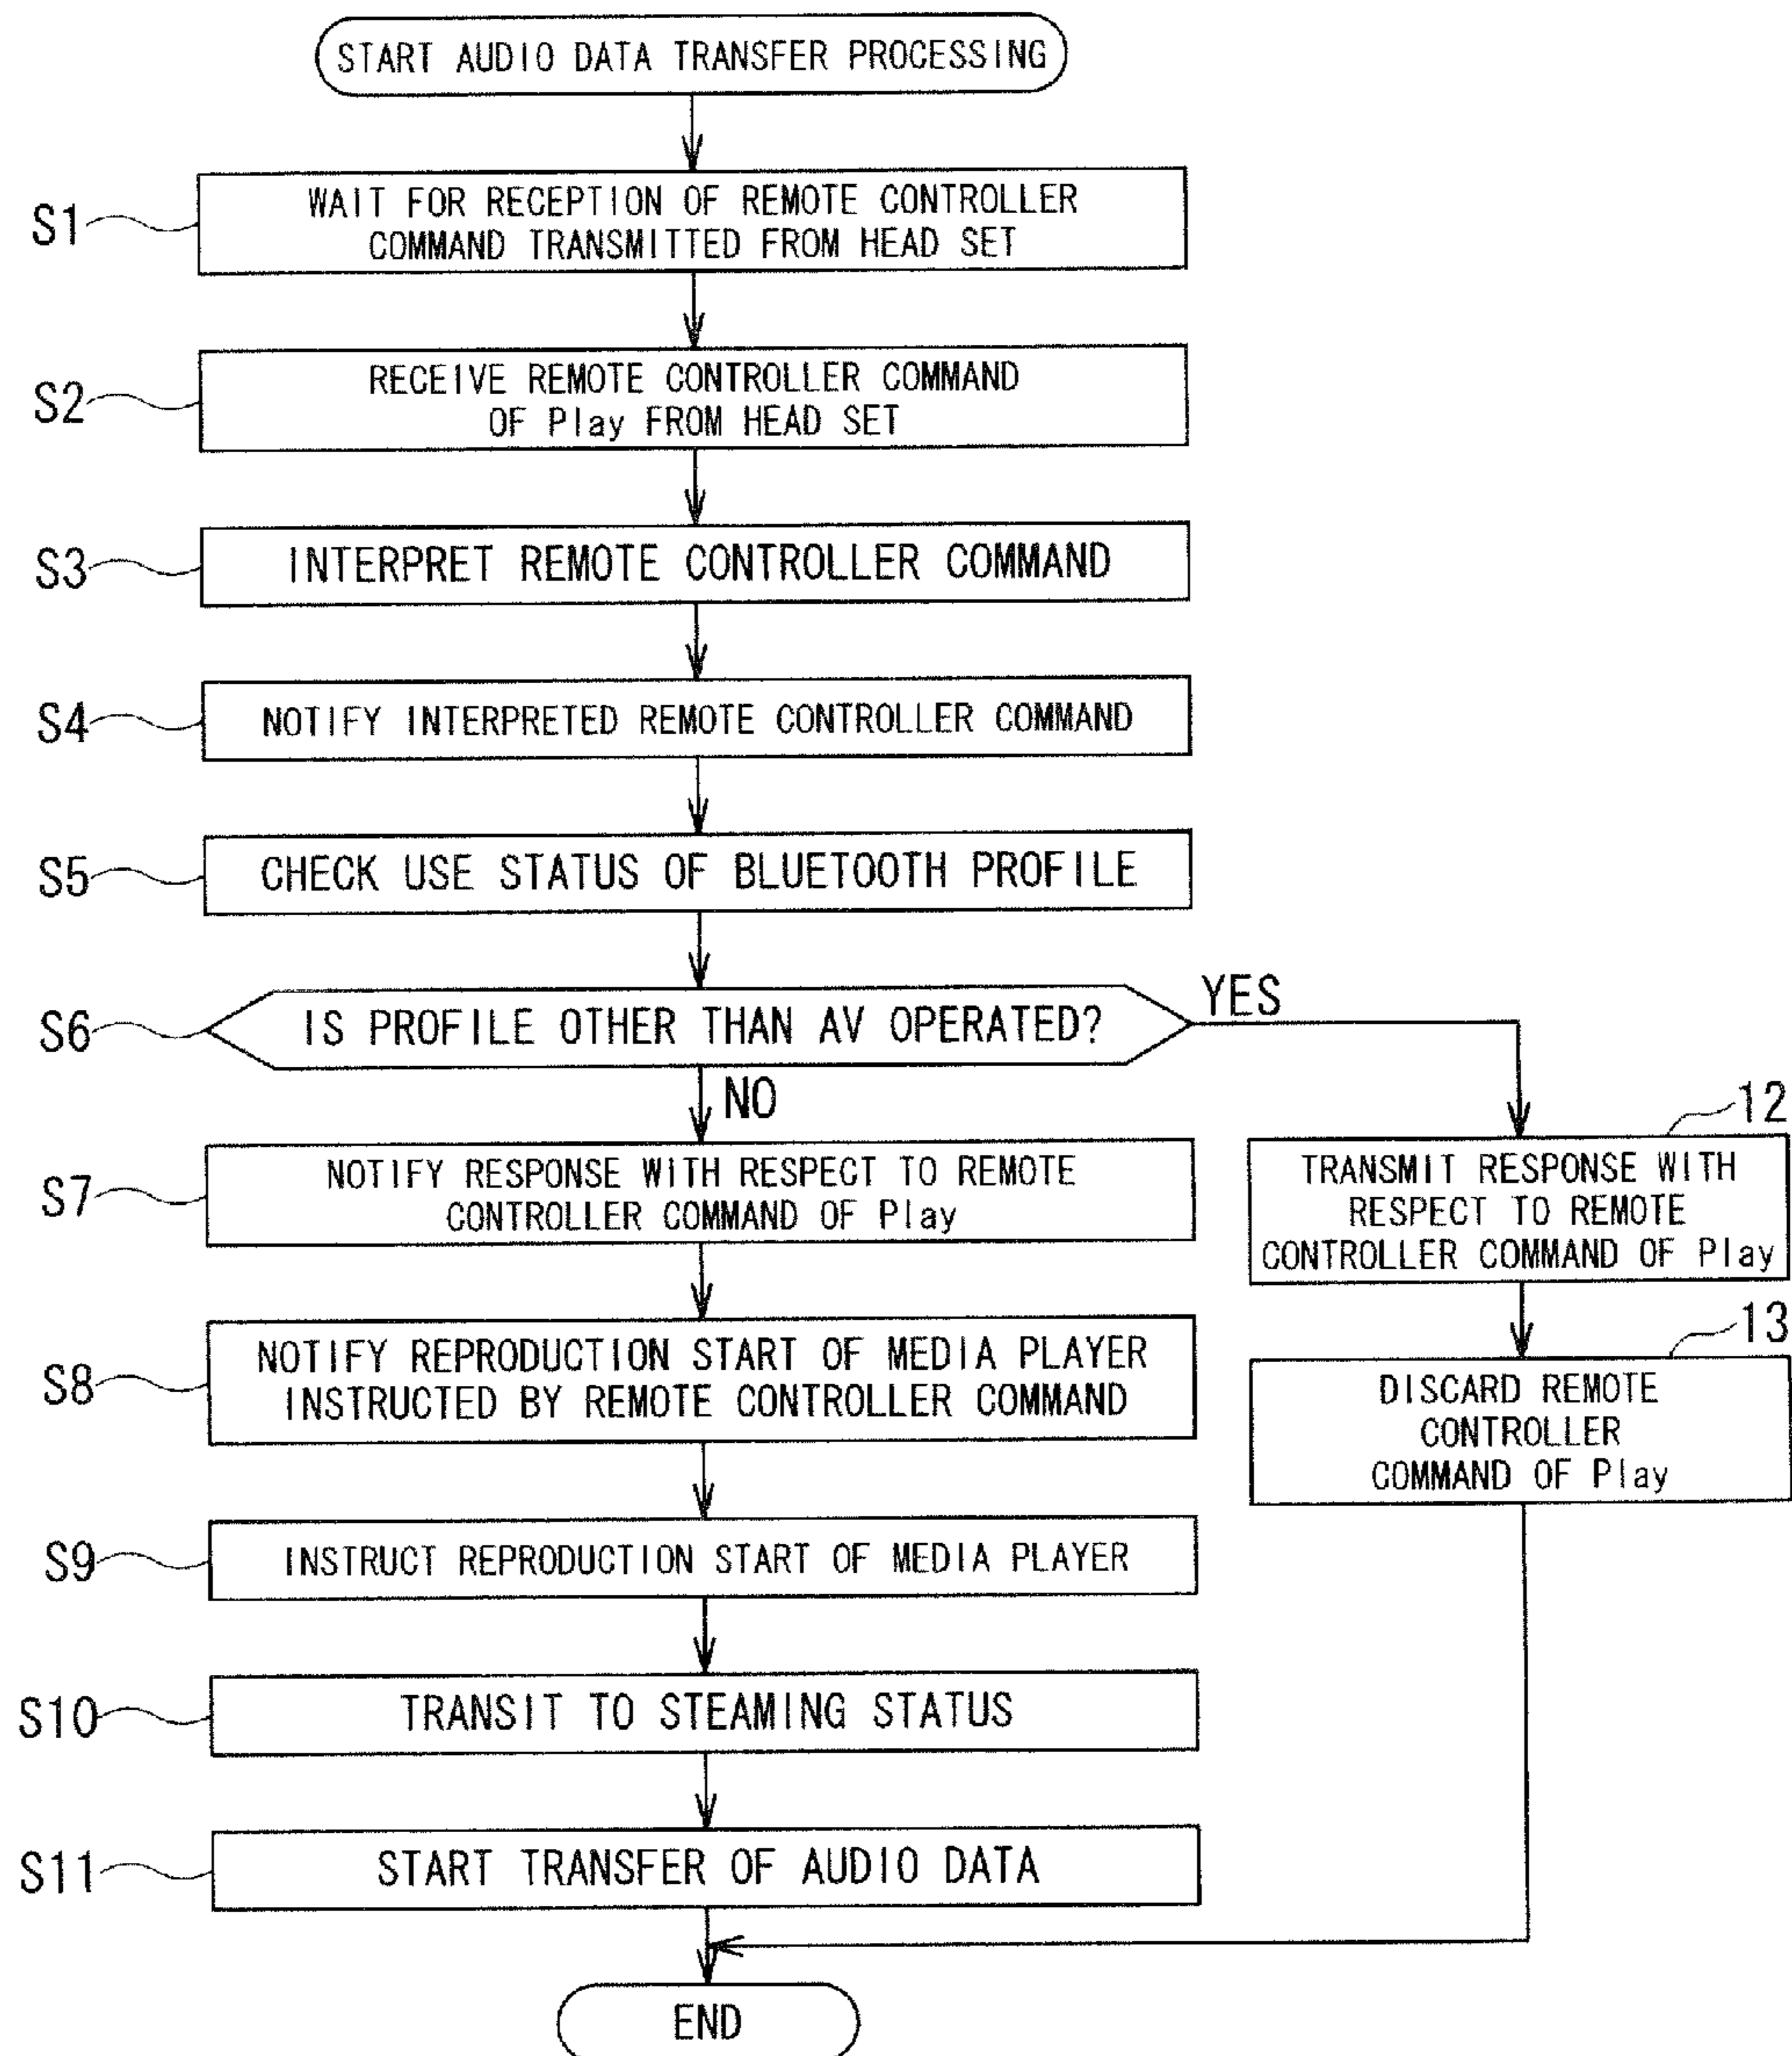 START AUDIO DATA TRANSFER PROCESSING
S1
WAIT FOR RECEPTION OF REMOTE CONTROLLER
COMMAND TRANSMITTED FROM HEAD SET
S2
RECEIVE REMOTE CONTROLLER COMMAND
OF Play FROM HEAD SET
S3
INTERPRET REMOTE CONTROLLER COMMAND
S4
NOTIFY INTERPRETED REMOTE CONTROLLER COMMAND
S5
CHECK USE STATUS OF BLUETOOTH PROFILE
S6
IS PROFILE OTHER THAN AV OPERATED?
YES
NO
S7
NOTIFY RESPONSE WITH RESPECT TO REMOTE
CONTROLLER COMMAND OF Play
12
TRANSMIT RESPONSE WITH
RESPECT TO REMOTE
CONTROLLER COMMAND OF Play
S8
NOTIFY REPRODUCTION START OF MEDIA PLAYER
INSTRUCTED BY REMOTE CONTROLLER COMMAND
13
DISCARD REMOTE
CONTROLLER
COMMAND OF Play
S9
INSTRUCT REPRODUCTION START OF MEDIA PLAYER
S10
TRANSIT TO STEAMING STATUS
S11
START TRANSFER OF AUDIO DATA
END